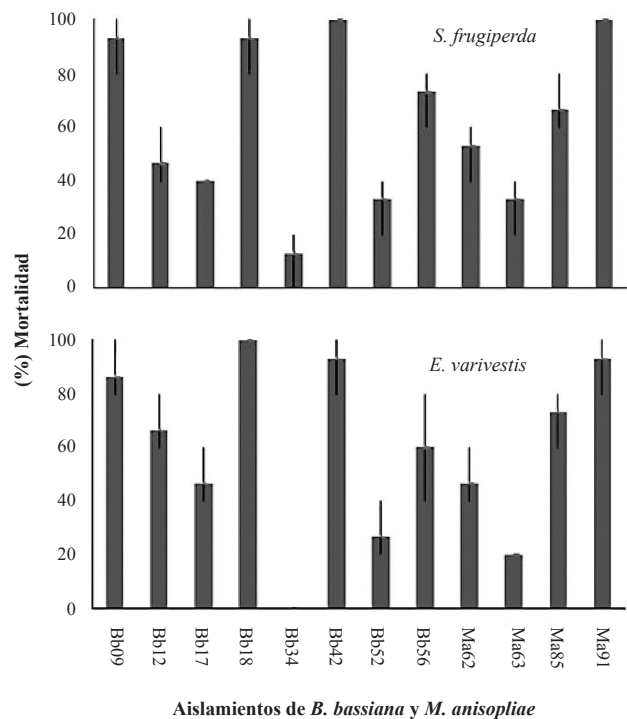 100
80
60
40
20
0
S. frugiperda
(%) Mortalidad
100
80
60
40
20
0
E. varivestis
Bb09
Bb12
Bb17
Bb18
Bb34
Bb42
Bb52
Bb56
Ma62
Ma63
Ma85
Ma91
Aislamientos de B. bassiana y M. anisopliae